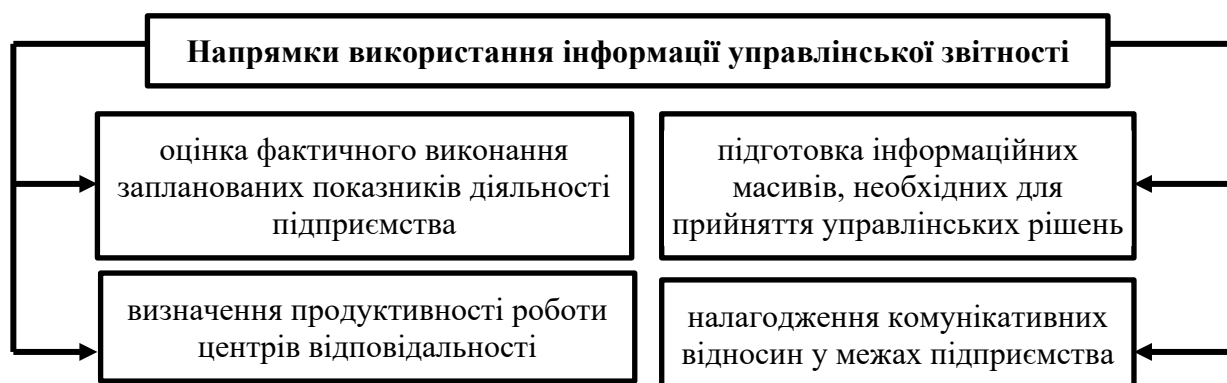 Напрямки використання інформації управлінської звітності
оцінка фактичного виконання
запланованих показників діяльності
підприємства
підготовка інформаційних
масивів, необхідних для
прийняття управлінських рішень
визначення продуктивності роботи
центрів відповідальності
налагодження комунікативних
відносин у межах підприємства